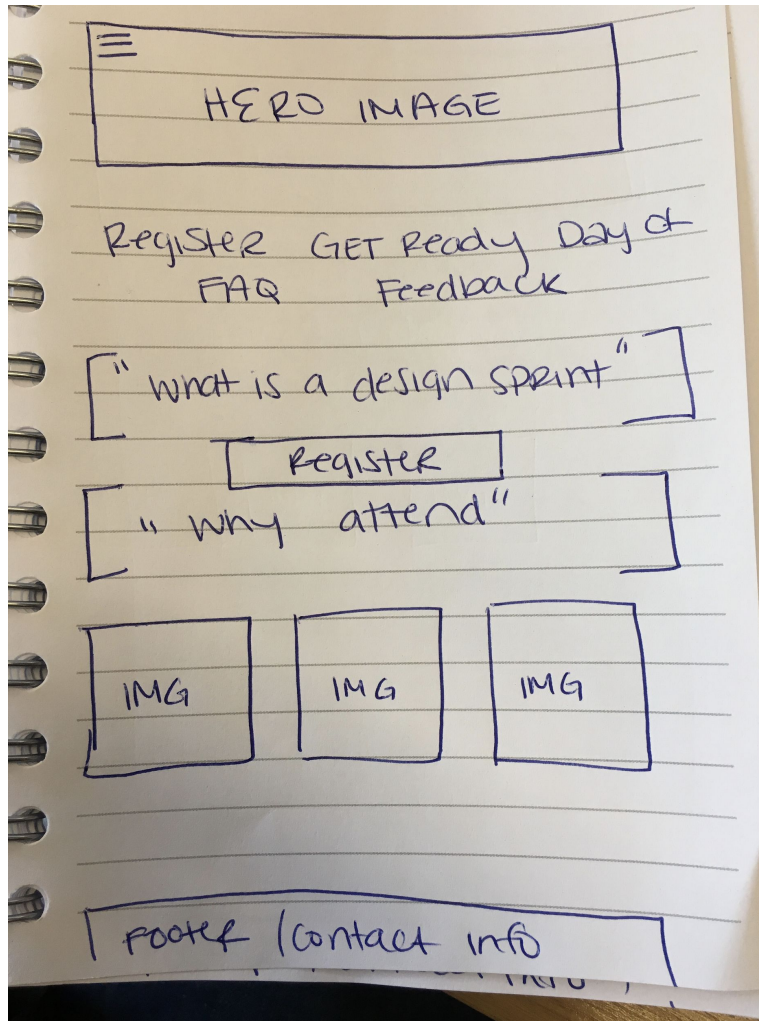 HERO IMAGE
Register GET Ready Day of
FAQ Feedback
"what is a design sprint"
Register
"why attend"
IMG IMG IMG
Footer / contact info